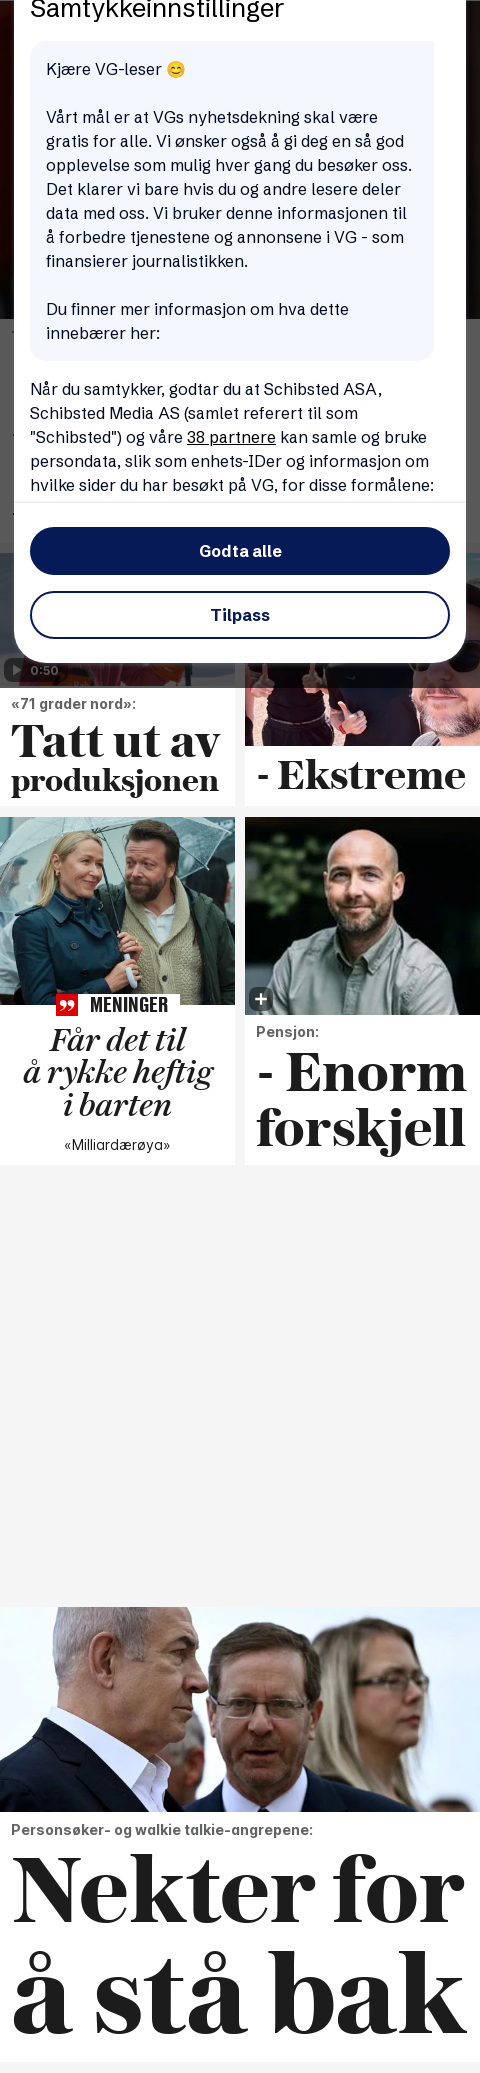 Samtykkeinnstillinger
Kjære VG-leser 😊
Vårt mål er at VGs nyhetsdekning skal være
gratis for alle. Vi ønsker også å gi deg en så god
opplevelse som mulig hver gang du besøker oss.
Det klarer vi bare hvis du og andre lesere deler
data med oss. Vi bruker denne informasjonen til
å forbedre tjenestene og annonsene i VG - som
finansierer journalistikken.
Du finner mer informasjon om hva dette
innebærer her:
Når du samtykker, godtar du at Schibsted ASA,
Schibsted Media AS (samlet referert til som
"Schibsted") og våre 38 partnere kan samle og bruke
persondata, slik som enhets-IDer og informasjon om
hvilke sider du har besøkt på VG, for disse formålene:
Godta alle
Tilpass
0:50
«71 grader nord»:
Tatt ut av
produksjonen
- Ekstreme
MENINGER
Får det til
å rykke heftig
i barten
«Milliardærøya»
Pensjon:
- Enorm
forskjell
Personsøker- og walkie talkie-angrepene:
Nekter for
å stå bak